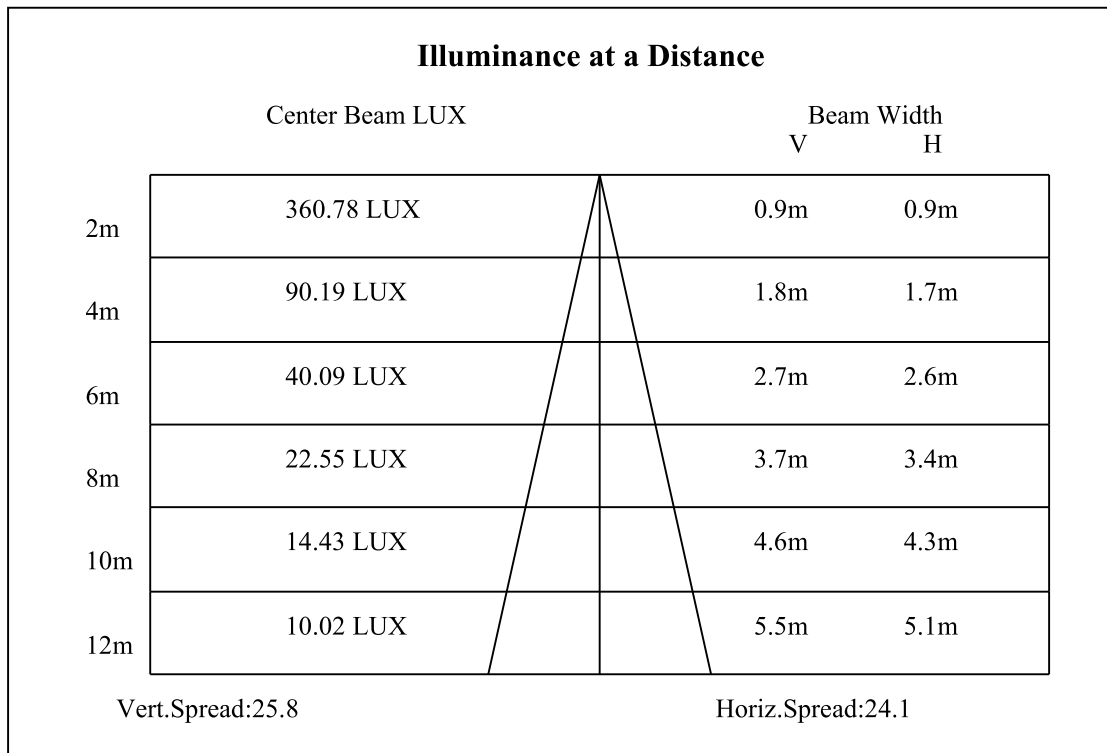 Illuminance at a Distance
Center Beam LUX Beam Width
V H
360.78 LUX 0.9m 0.9m
2m
90.19 LUX 1.8m 1.7m
4m
40.09 LUX 2.7m 2.6m
6m
22.55 LUX 3.7m 3.4m
8m
14.43 LUX 4.6m 4.3m
10m
10.02 LUX 5.5m 5.1m
12m
Vert.Spread:25.8 Horiz.Spread:24.1